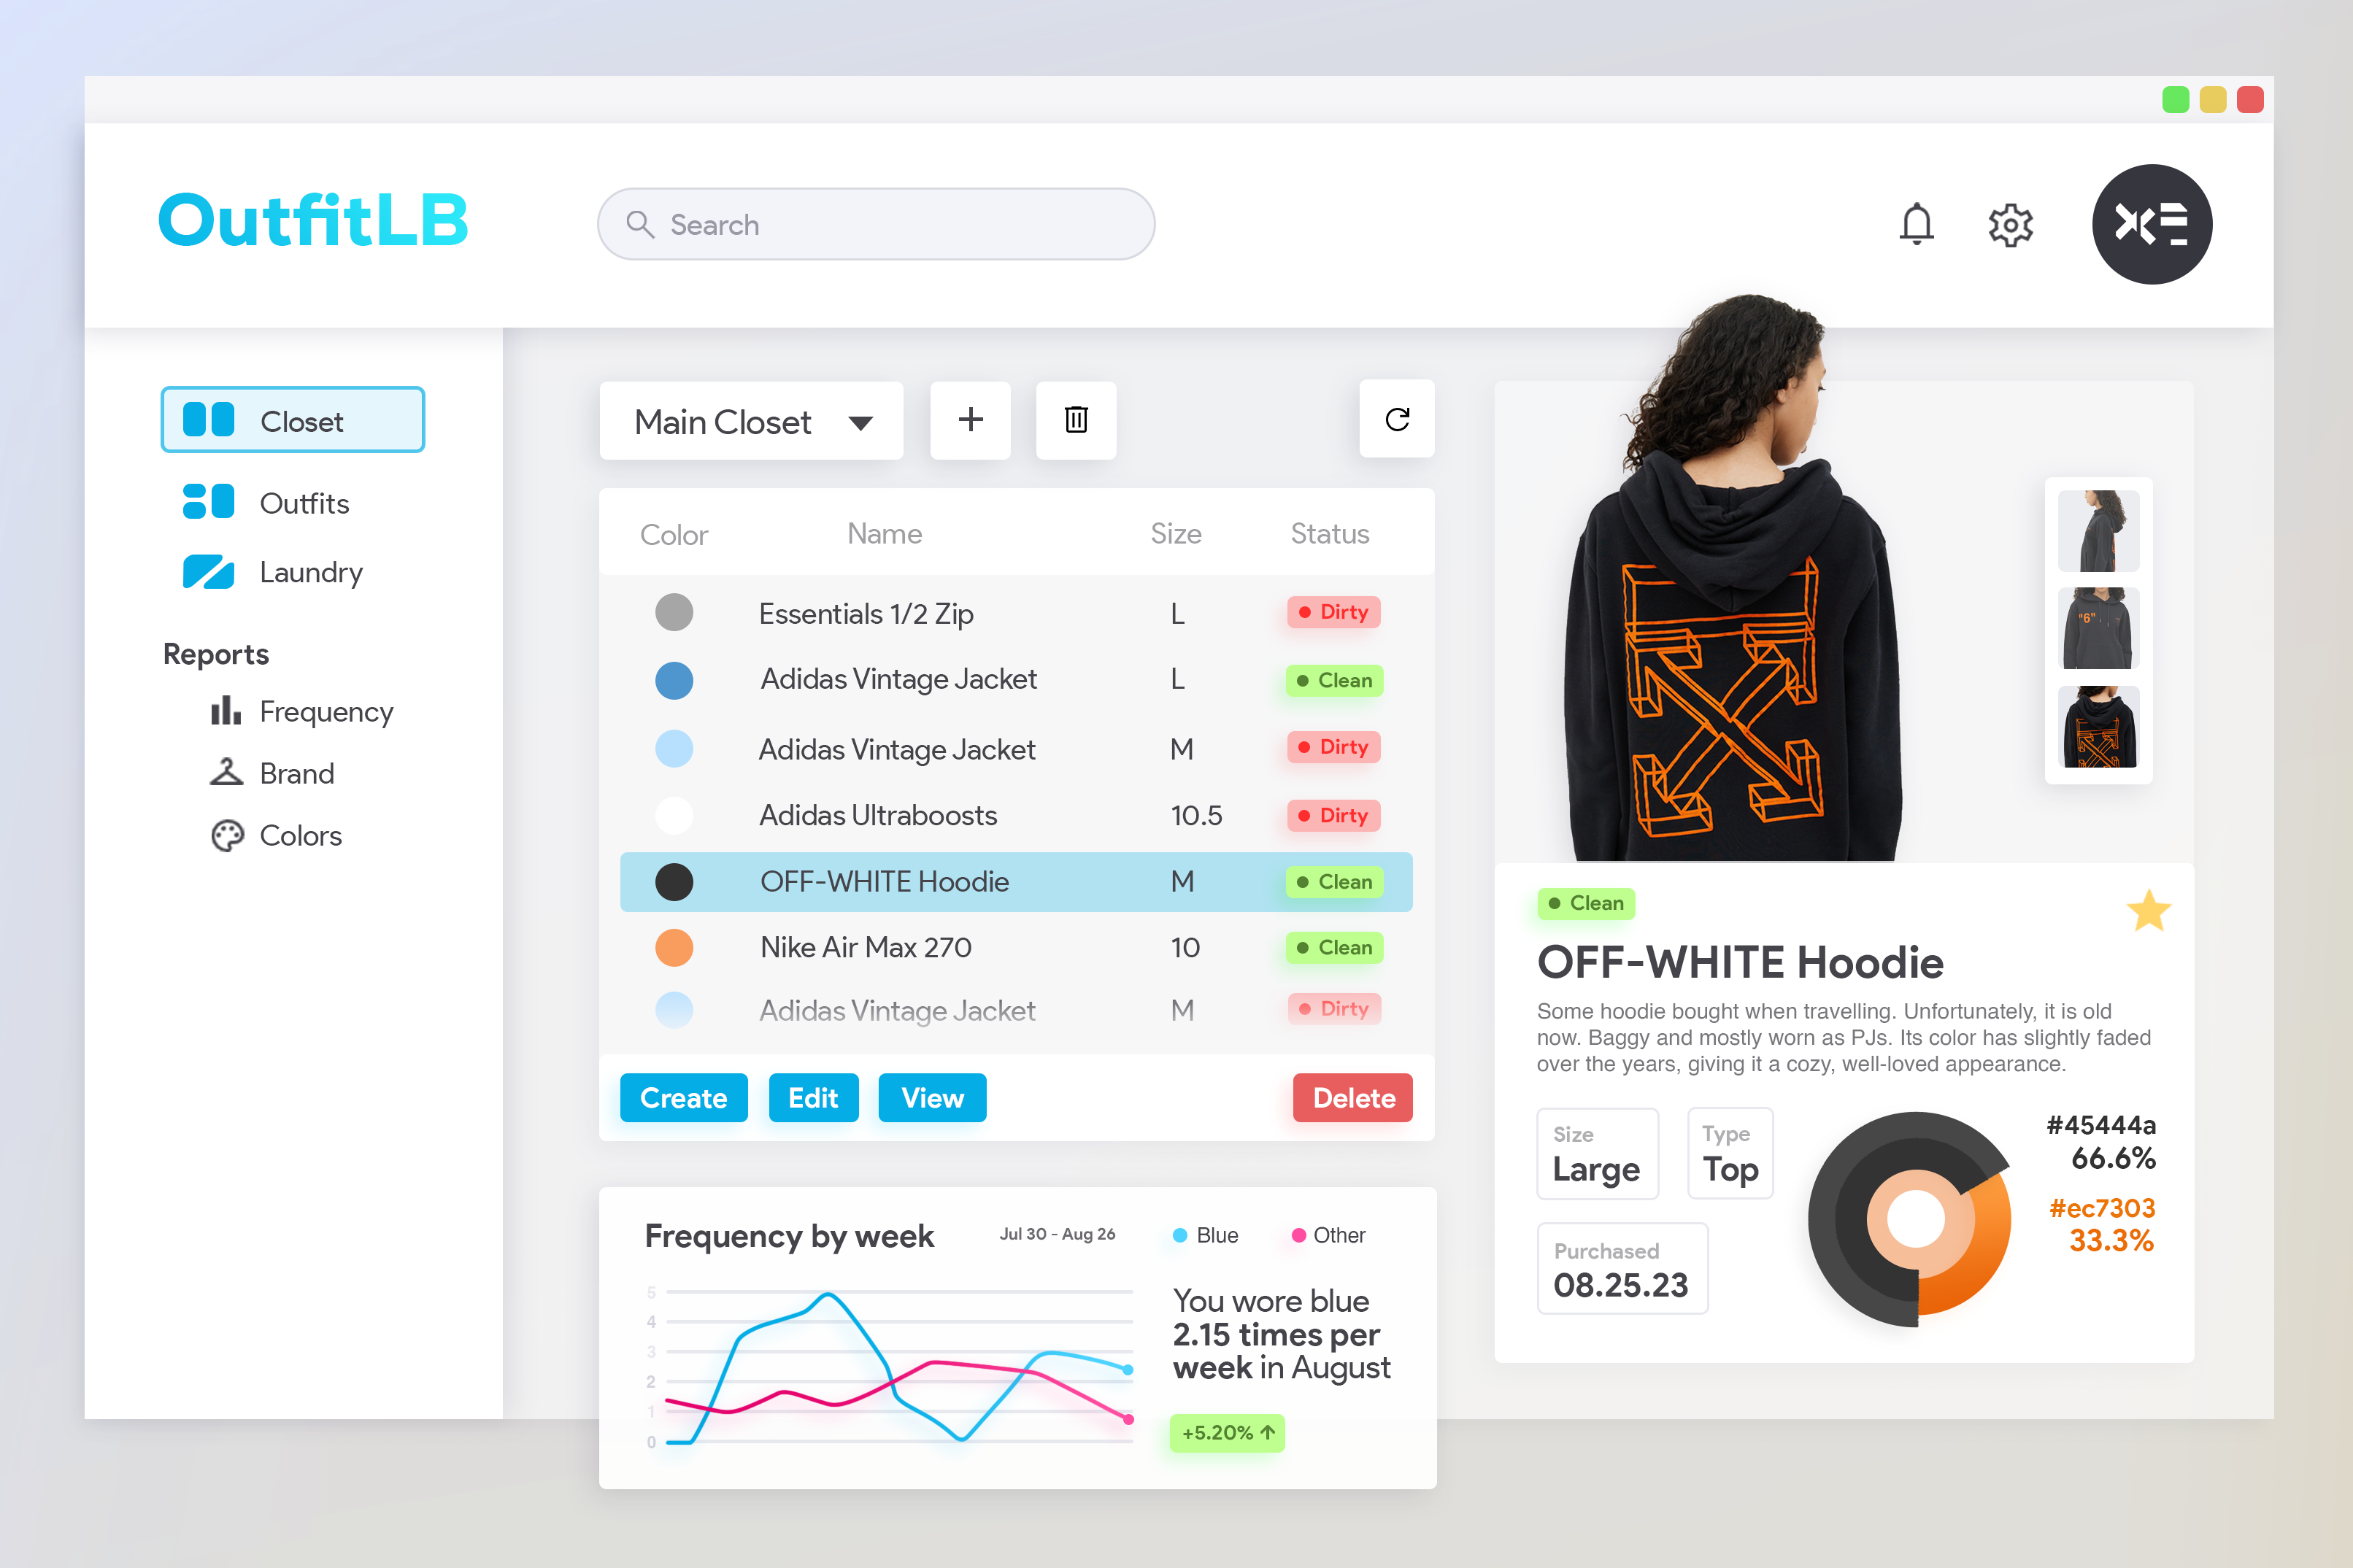 OutfitLB
Search
Closet
Outfits
Laundry
Reports
Frequency
Brand
Colors
Main Closet
Color Name Size Status
Essentials 1/2 Zip L Dirty
Adidas Vintage Jacket L Clean
Adidas Vintage Jacket M Dirty
Adidas Ultraboosts 10.5 Dirty
OFF-WHITE Hoodie M Clean
Nike Air Max 270 10 Clean
Adidas Vintage Jacket M Dirty
Create Edit View Delete
Frequency by week Jul 30 - Aug 26 Blue Other
5
4
3
2
1
0
You wore blue
2.15 times per
week in August
+5.20%
"6"
Clean
OFF-WHITE Hoodie
Some hoodie bought when travelling. Unfortunately, it is old
now. Baggy and mostly worn as PJs. Its color has slightly faded
over the years, giving it a cozy, well-loved appearance.
Size
Large
Type
Top
Purchased
08.25.23
#45444a
66.6%
#ec7303
33.3%